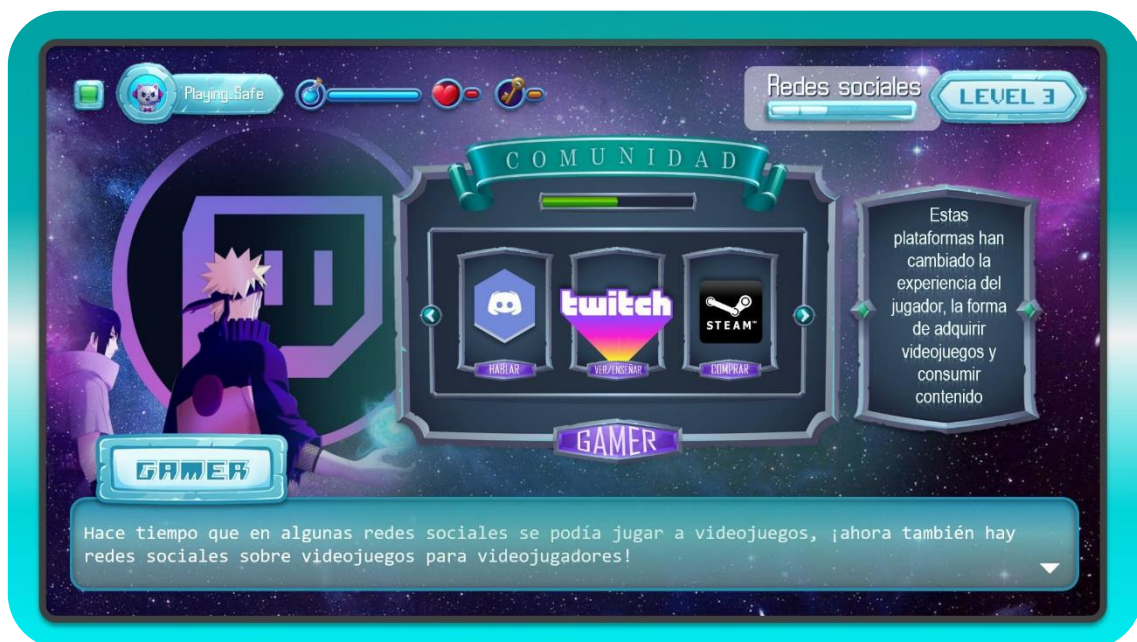 Playing_Safe
Redes sociales
LEVEL 3
COMUNIDAD
twitch
STEAM™
HABLAR
VER/ENSEÑAR
COMPRAR
GAMER
Estas
plataformas han
cambiado la
experiencia del
jugador, la forma
de adquirir
videojuegos y
consumir
contenido
GAMER
Hace tiempo que en algunas redes sociales se podía jugar a videojuegos, ¡ahora también hay
redes sociales sobre videojuegos para videojugadores!